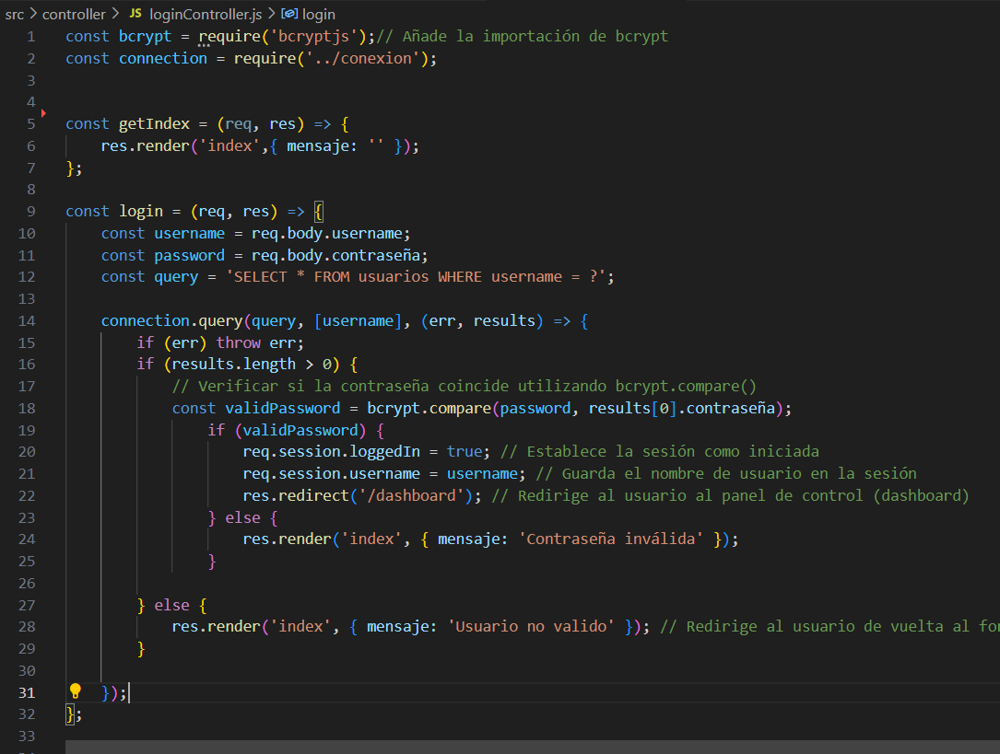 src > controller > JS loginController.js > login
1 const bcrypt = require('bcryptjs');// Añade la importación de bcrypt
2 const connection = require('../conexion');
3
4
5 const getIndex = (req, res) => {
6 res.render('index',{ mensaje: '' });
7 };
8
9 const login = (req, res) => {
10 const username = req.body.username;
11 const password = req.body.contraseña;
12 const query = 'SELECT * FROM usuarios WHERE username = ?';
13
14 connection.query(query, [username], (err, results) => {
15 if (err) throw err;
16 if (results.length > 0) {
17 // Verificar si la contraseña coincide utilizando bcrypt.compare()
18 const validPassword = bcrypt.compare(password, results[0].contraseña);
19 if (validPassword) {
20 req.session.loggedIn = true; // Establece la sesión como iniciada
21 req.session.username = username; // Guarda el nombre de usuario en la sesión
22 res.redirect('/dashboard'); // Redirige al usuario al panel de control (dashboard)
23 } else {
24 res.render('index', { mensaje: 'Contraseña inválida' });
25 }
26
27 } else {
28 res.render('index', { mensaje: 'Usuario no valido' }); // Redirige al usuario de vuelta al for
29 }
30
31 });
32 };
33